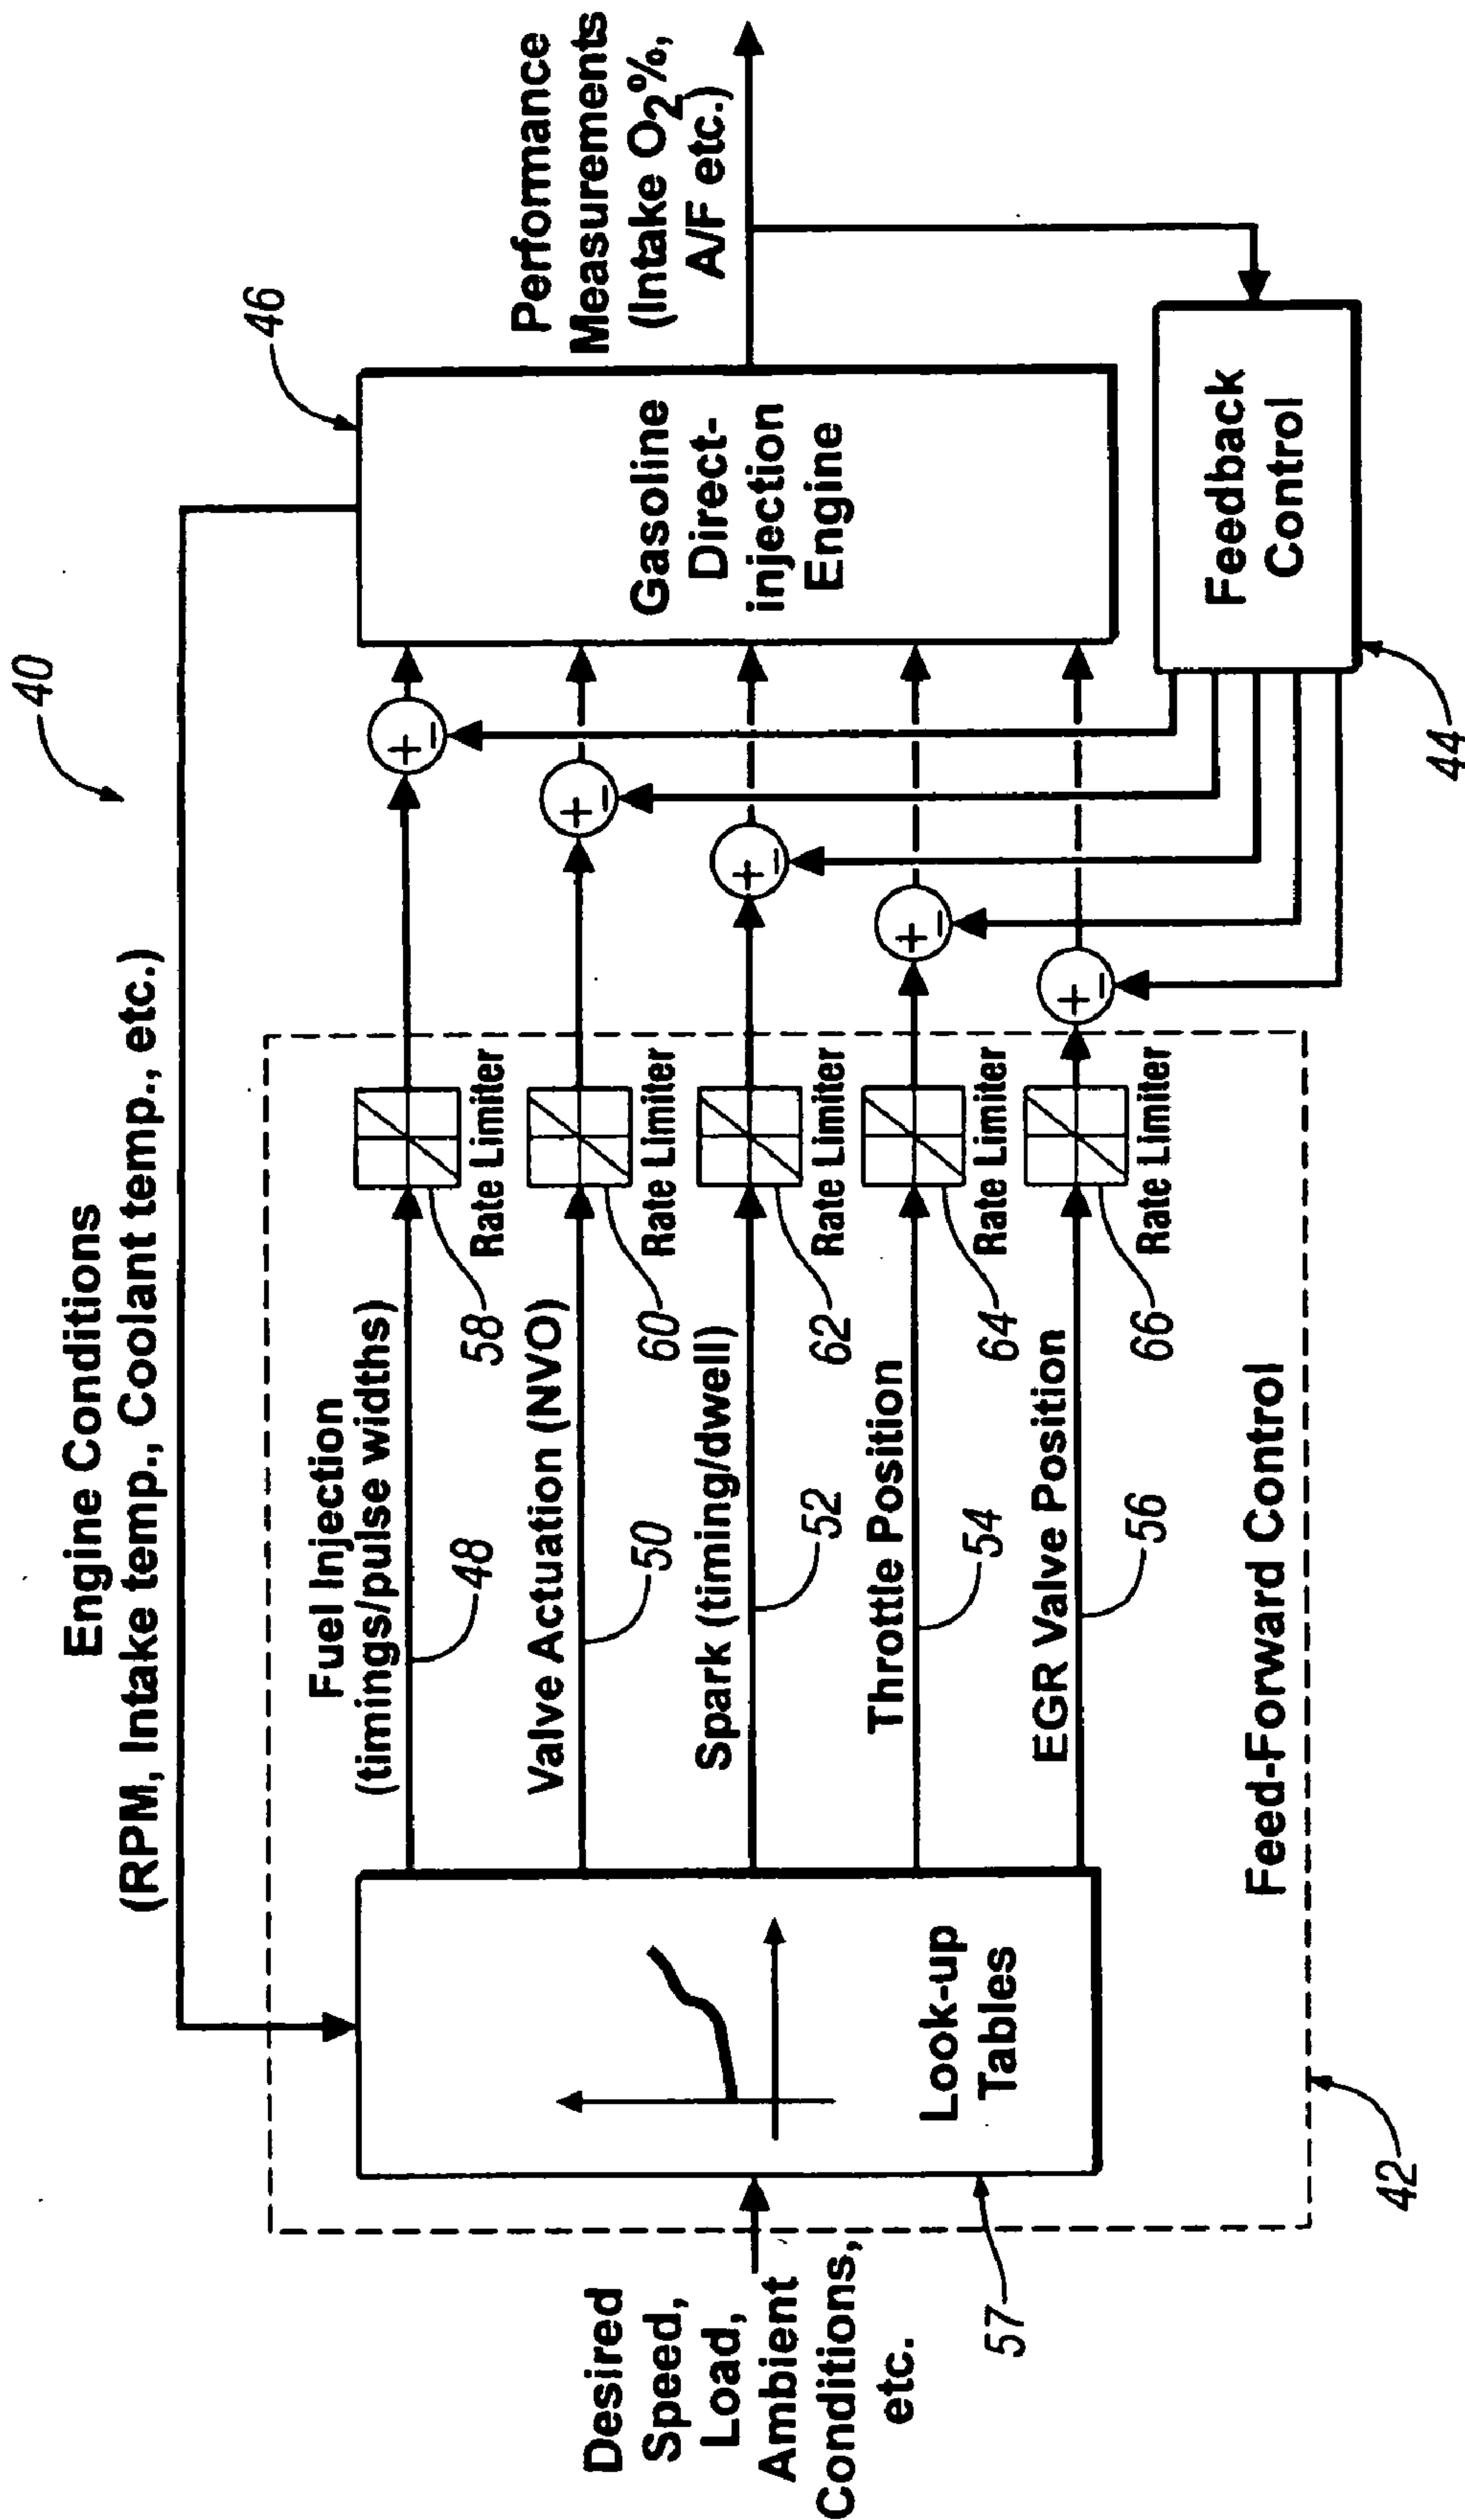 40
Engine Conditions
(RPM, Intake temp., Coolant temp., etc.)
46
Performance
Measurements
(Intake O2%,
A/F etc.)
Fuel Injection
(timings/pulse widths)
48
58
Rate Limiter
Valve Actuation (NVO)
50
60
Rate Limiter
Spark (timing/dwell)
52
62
Rate Limiter
Throttle Position
54
64
Rate Limiter
EGR Valve Position
56
66
Rate Limiter
+
−
+
−
+
−
+
−
+
−
Gasoline
Direct-
injection
Engine
Desired
Speed,
Load,
Ambient
Conditions,
etc.
57
Look-up
Tables
Feed-Forward Control
42
Feedback
Control
44